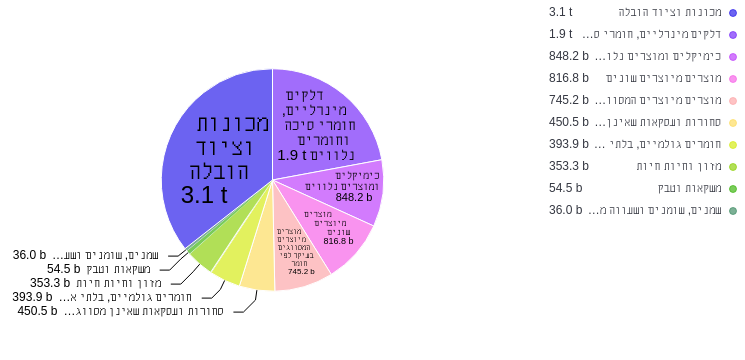 מכונות וציוד הובלה 3.1 t
דלקים מינרליים, חומרי ס... 1.9 t
כימיקלים ומוצרים נלו... 848.2 b
מוצרים מיוצרים שונים 816.8 b
מוצרים מיוצרים המסוו... 745.2 b
סחורות ועסקאות שאינן... 450.5 b
חומרים גולמיים, בלתי ... 393.9 b
מזון וחיות חיות 353.3 b
משקאות וטבק 54.5 b
שמנים, שומנים ושעווה מ... 36.0 b
דלקים
מינרליים,
חומרי סיכה
וחומרים
נלווים 1.9 t
מכונות
וציוד
הובלה
3.1 t
כימיקלים
ומוצרים נלווים
848.2 b
מוצרים
מיוצרים
שונים
816.8 b
מוצרים
מיוצרים
המסווגים
בעיקר לפי
חומר
745.2 b
שמנים, שומנים ושע... 36.0 b
משקאות וטבק 54.5 b
מזון וחיות חיות 353.3 b
חומרים גולמיים, בלתי א... 393.9 b
סחורות ועסקאות שאינן מסווג... 450.5 b